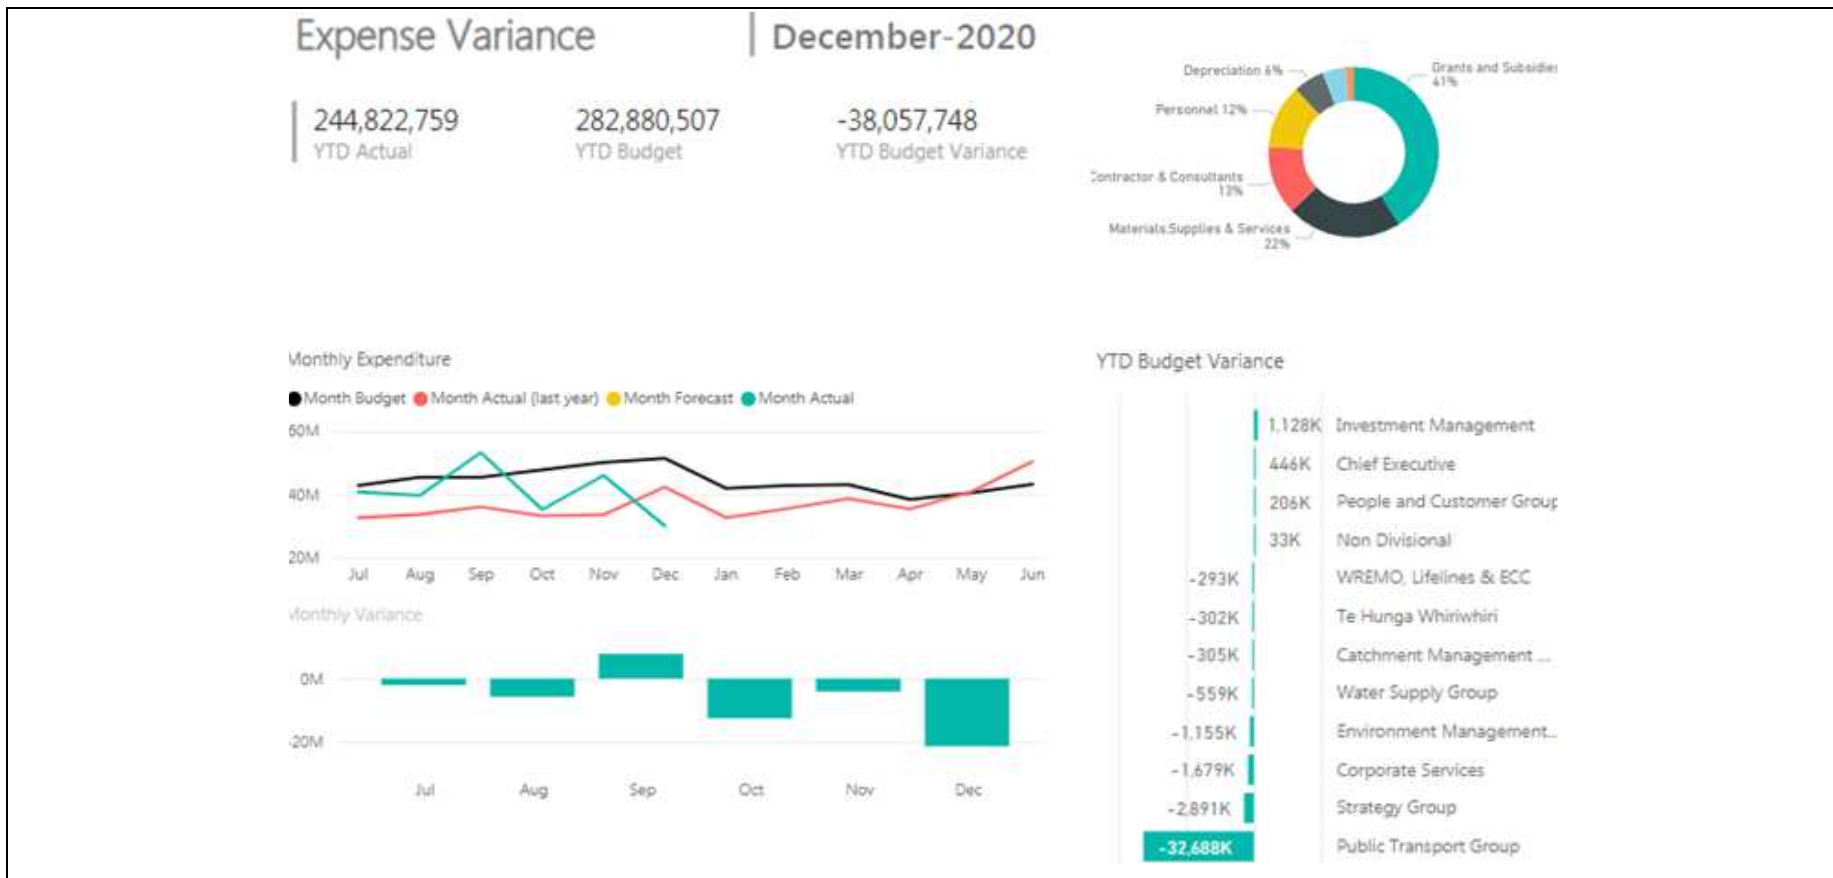 Expense Variance
December-2020
244,822,759
YTD Actual
282,880,507
YTD Budget
-38,057,748
YTD Budget Variance
Depreciation 6%
Grants and Subsidies
41%
Personnel 12%
Contractor & Consultants
13%
Materials,Supplies & Services
22%
Monthly Expenditure
Month Budget Month Actual (last year) Month Forecast Month Actual
60M
40M
20M
Jul Aug Sep Oct Nov Dec Jan Feb Mar Apr May Jun
Monthly Variance
0M
-20M
Jul Aug Sep Oct Nov Dec
YTD Budget Variance
1,128K Investment Management
446K Chief Executive
206K People and Customer Group
33K Non Divisional
-293K WREMO, Lifelines & ECC
-302K Te Hunga Whiriwhiri
-305K Catchment Management ...
-559K Water Supply Group
-1,155K Environment Management...
-1,679K Corporate Services
-2,891K Strategy Group
-32,688K Public Transport Group